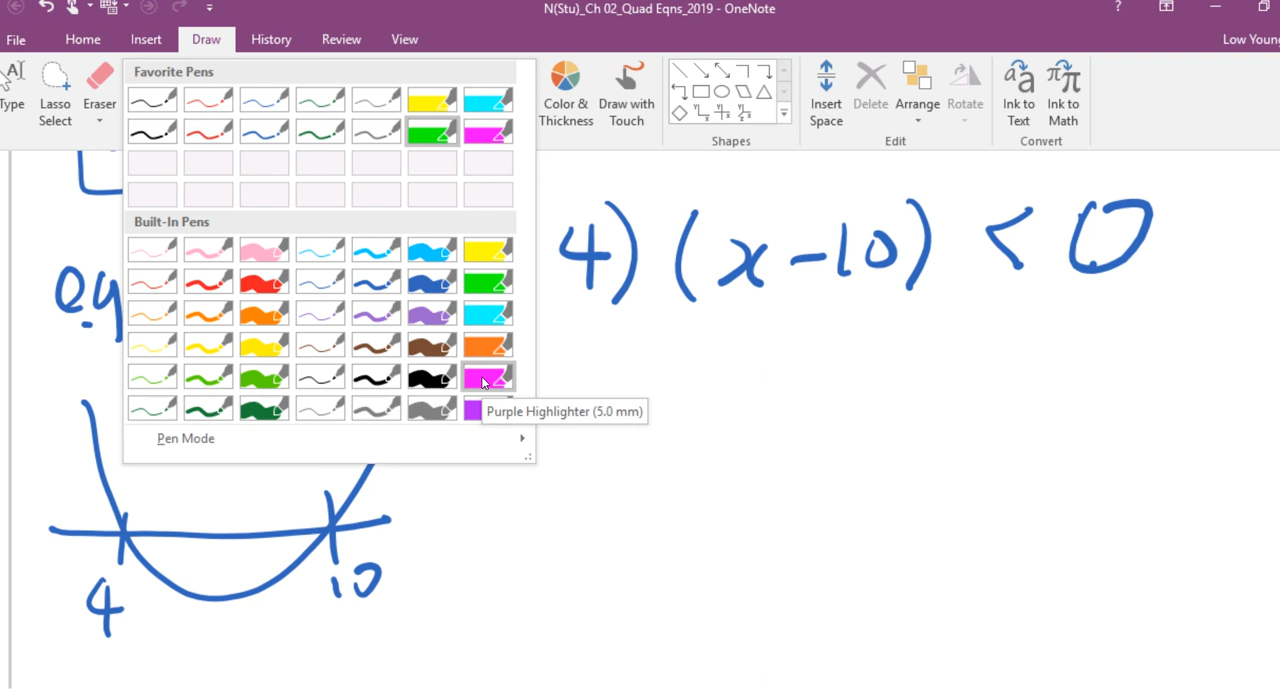 N(Stu)_Ch 02_Quad Eqns_2019 - OneNote
?
File Home Insert Draw History Review View
Low Youn
Type
Lasso Select
Eraser
Favorite Pens
Built-In Pens
Purple Highlighter (5.0 mm)
Pen Mode
Color & Thickness
Draw with Touch
Shapes
Insert Space
Delete
Arrange
Rotate
Edit
Ink to Text
Ink to Math
Convert
eg
4) (x-10) < 0
4
10